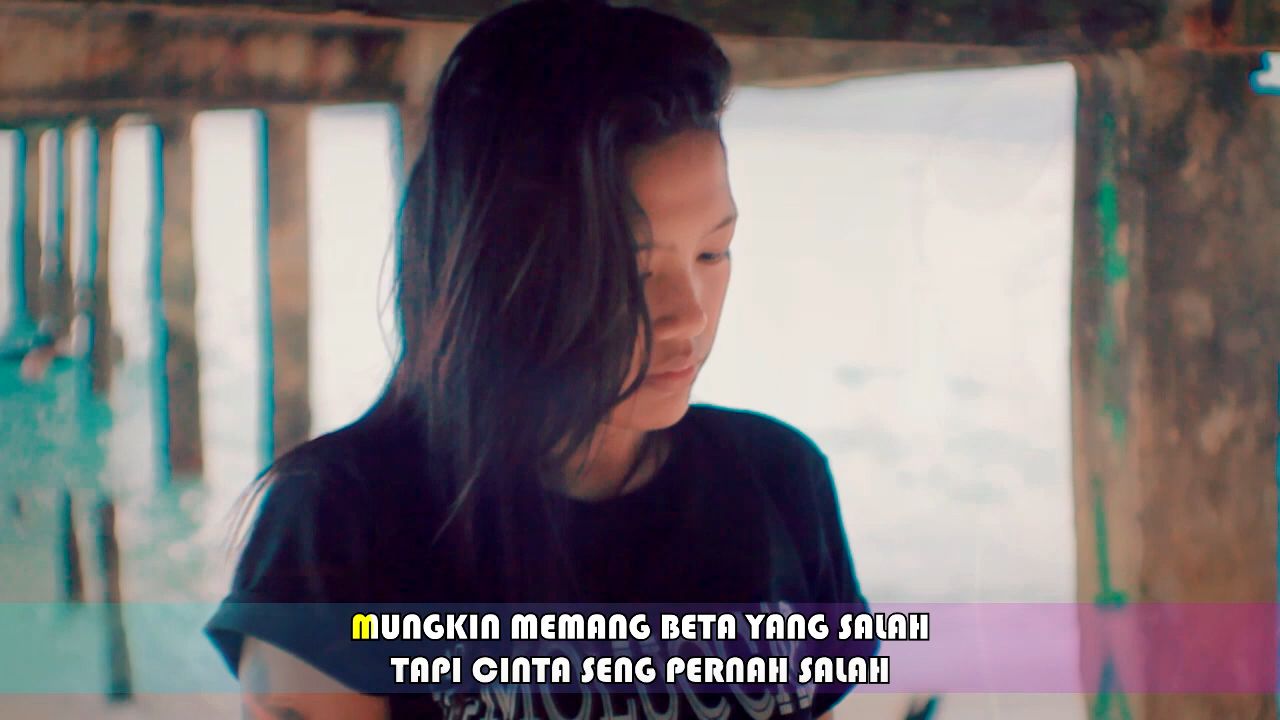 MUNGKIN MEMANG BETA YANG SALAH
TAPI CINTA SENG PERNAH SALAH